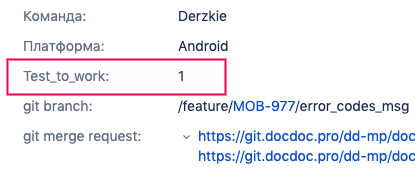 Команда: Derzkie
Платформа: Android
Test_to_work: 1
git branch: /feature/MOB-977/error_codes_msg
git merge request: https://git.docdoc.pro/dd-mp/doc
https://git.docdoc.pro/dd-mp/doc